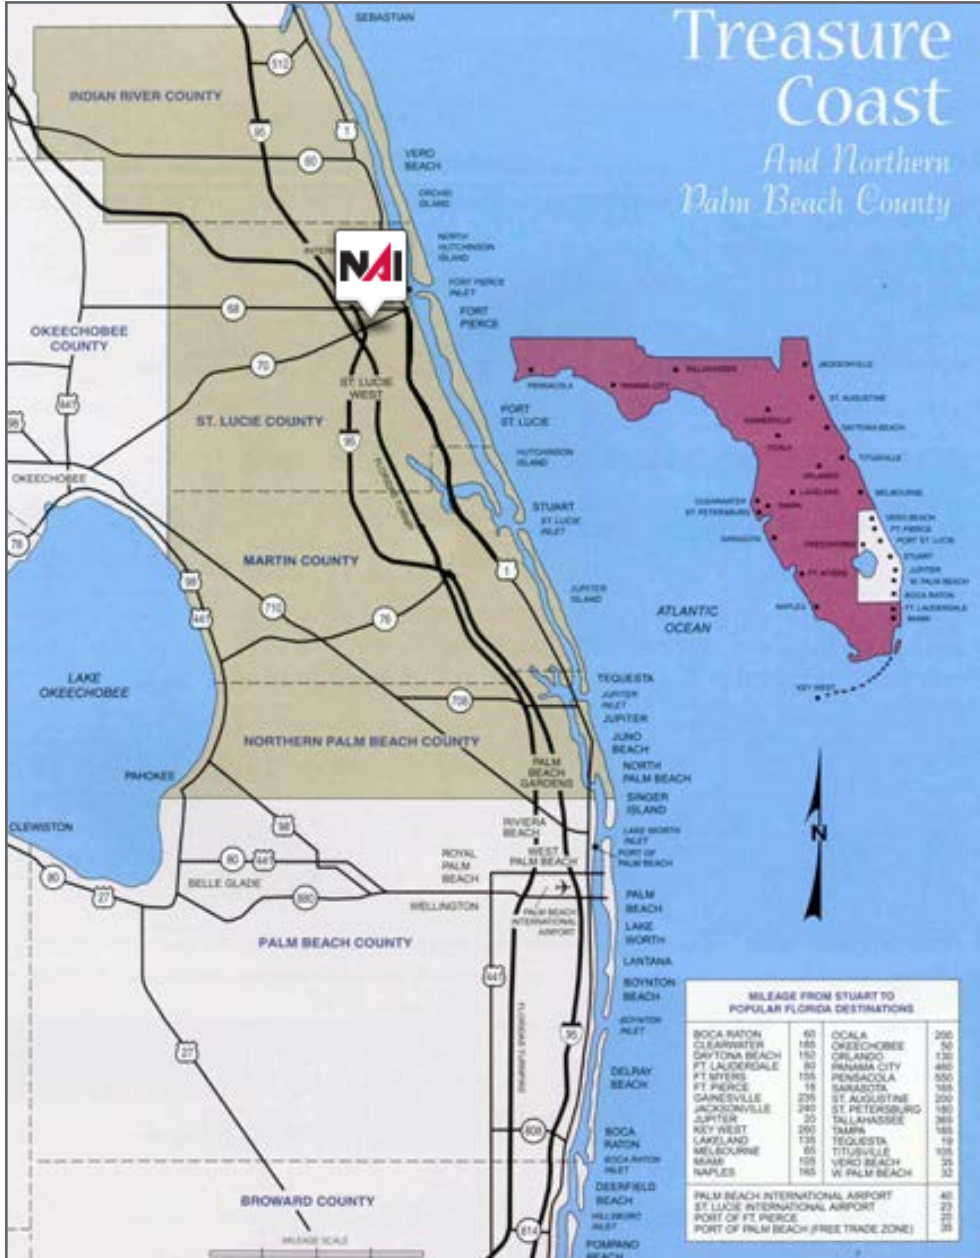 Treasure
Coast
And Northern
Palm Beach County
SEBASTIAN
512
INDIAN RIVER COUNTY
95
1
60
VERO
BEACH
ORCHID
ISLAND
NORTH
HUTCHINSON
ISLAND
NAI
FORT PIERCE
INLET
68
FORT
PIERCE
OKEECHOBEE
COUNTY
70
ST. LUCIE
WEST
441
98
ST. LUCIE COUNTY
95
PORT
ST. LUCIE
HUTCHINSON
ISLAND
OKEECHOBEE
STUART
ST. LUCIE
INLET
78
MARTIN COUNTY
98
441
710
76
1
JUPITER
ISLAND
ATLANTIC
OCEAN
LAKE
OKEECHOBEE
TEQUESTA
JUPITER
INLET
706
JUPITER
NORTHERN PALM BEACH COUNTY
JUNO
BEACH
PALM
BEACH
GARDENS
NORTH
PALM BEACH
PAHOKEE
SINGER
ISLAND
CLEWISTON
98
RIVIERA
BEACH
LAKE WORTH
INLET
PORT OF
PALM BEACH
WEST
PALM BEACH
ROYAL
PALM
BEACH
80
441
80
27
BELLE GLADE
880
WELLINGTON
PALM BEACH
INTERNATIONAL
AIRPORT
PALM
BEACH
LAKE
WORTH
PALM BEACH COUNTY
LANTANA
441
BOYNTON
BEACH
BOYNTON
INLET
FLORIDAS TURNPIKE
95
27
DELRAY
BEACH
808
BOCA
RATON
BOCA RATON
INLET
BROWARD COUNTY
DEERFIELD
BEACH
HILLSBORO
INLET
814
POMPANO
BEACH
MILEAGE SCALE
PENSACOLA
PANAMA CITY
TALLAHASSEE
JACKSONVILLE
ST. AUGUSTINE
GAINESVILLE
DAYTONA BEACH
OCALA
TITUSVILLE
ORLANDO
LAKELAND
MELBOURNE
CLEARWATER
TAMPA
ST. PETERSBURG
VERO BEACH
FT. PIERCE
PORT ST. LUCIE
SARASOTA
OKEECHOBEE
STUART
JUPITER
FT. MYERS
W. PALM BEACH
BOCA RATON
NAPLES
FT. LAUDERDALE
MIAMI
KEY WEST
N
MILEAGE FROM STUART TO
POPULAR FLORIDA DESTINATIONS
BOCA RATON 60 OCALA 200
CLEARWATER 185 OKEECHOBEE 50
DAYTONA BEACH 150 ORLANDO 130
FT. LAUDERDALE 80 PANAMA CITY 460
FT. MYERS 155 PENSACOLA 550
FT. PIERCE 18 SARASOTA 168
GAINESVILLE 235 ST. AUGUSTINE 200
JACKSONVILLE 240 ST. PETERSBURG 180
JUPITER 20 TALLAHASSEE 365
KEY WEST 260 TAMPA 165
LAKELAND 135 TEQUESTA 19
MELBOURNE 65 TITUSVILLE 105
MIAMI 105 VERO BEACH 35
NAPLES 165 W. PALM BEACH 32
PALM BEACH INTERNATIONAL AIRPORT 40
ST. LUCIE INTERNATIONAL AIRPORT 23
PORT OF FT. PIERCE 20
PORT OF PALM BEACH (FREE TRADE ZONE) 35